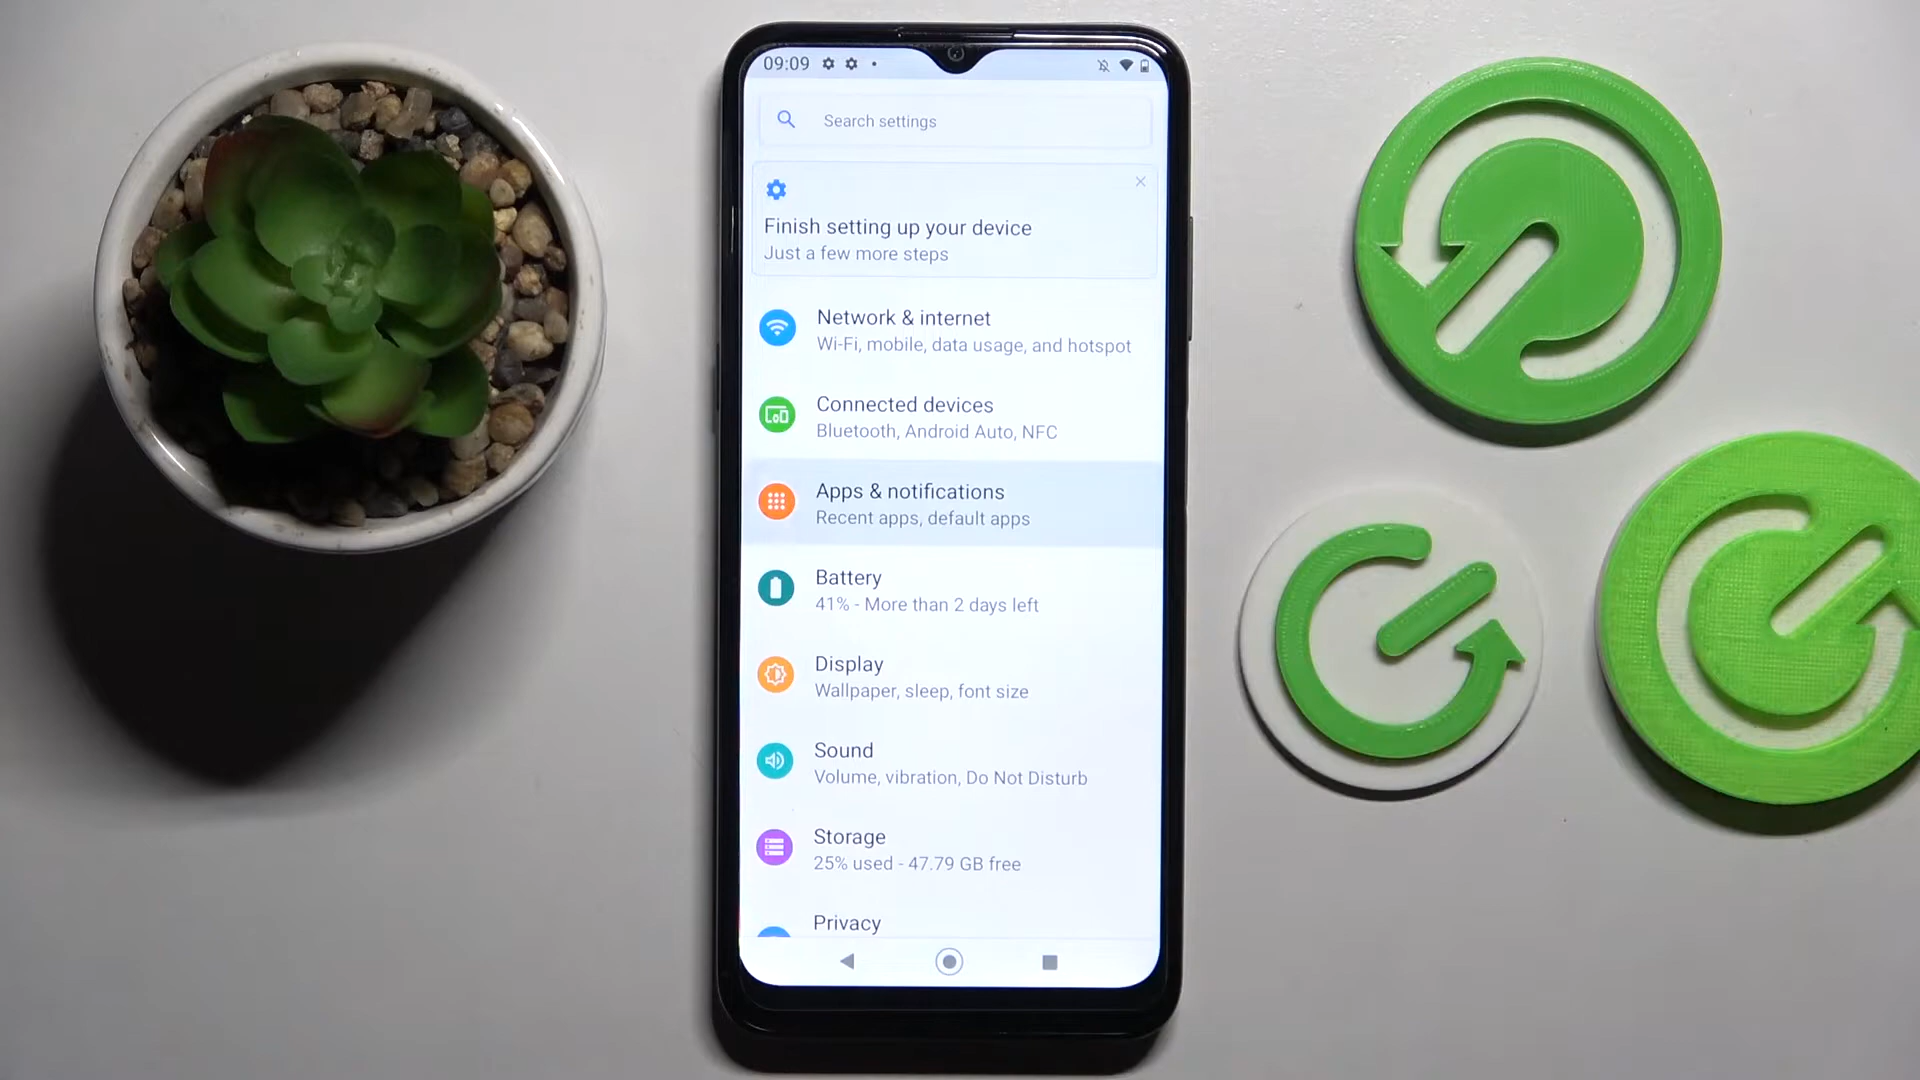 09:09
Search settings
Finish setting up your device
Just a few more steps
Network & internet
Wi-Fi, mobile, data usage, and hotspot
Connected devices
Bluetooth, Android Auto, NFC
Apps & notifications
Recent apps, default apps
Battery
41% - More than 2 days left
Display
Wallpaper, sleep, font size
Sound
Volume, vibration, Do Not Disturb
Storage
25% used - 47.79 GB free
Privacy